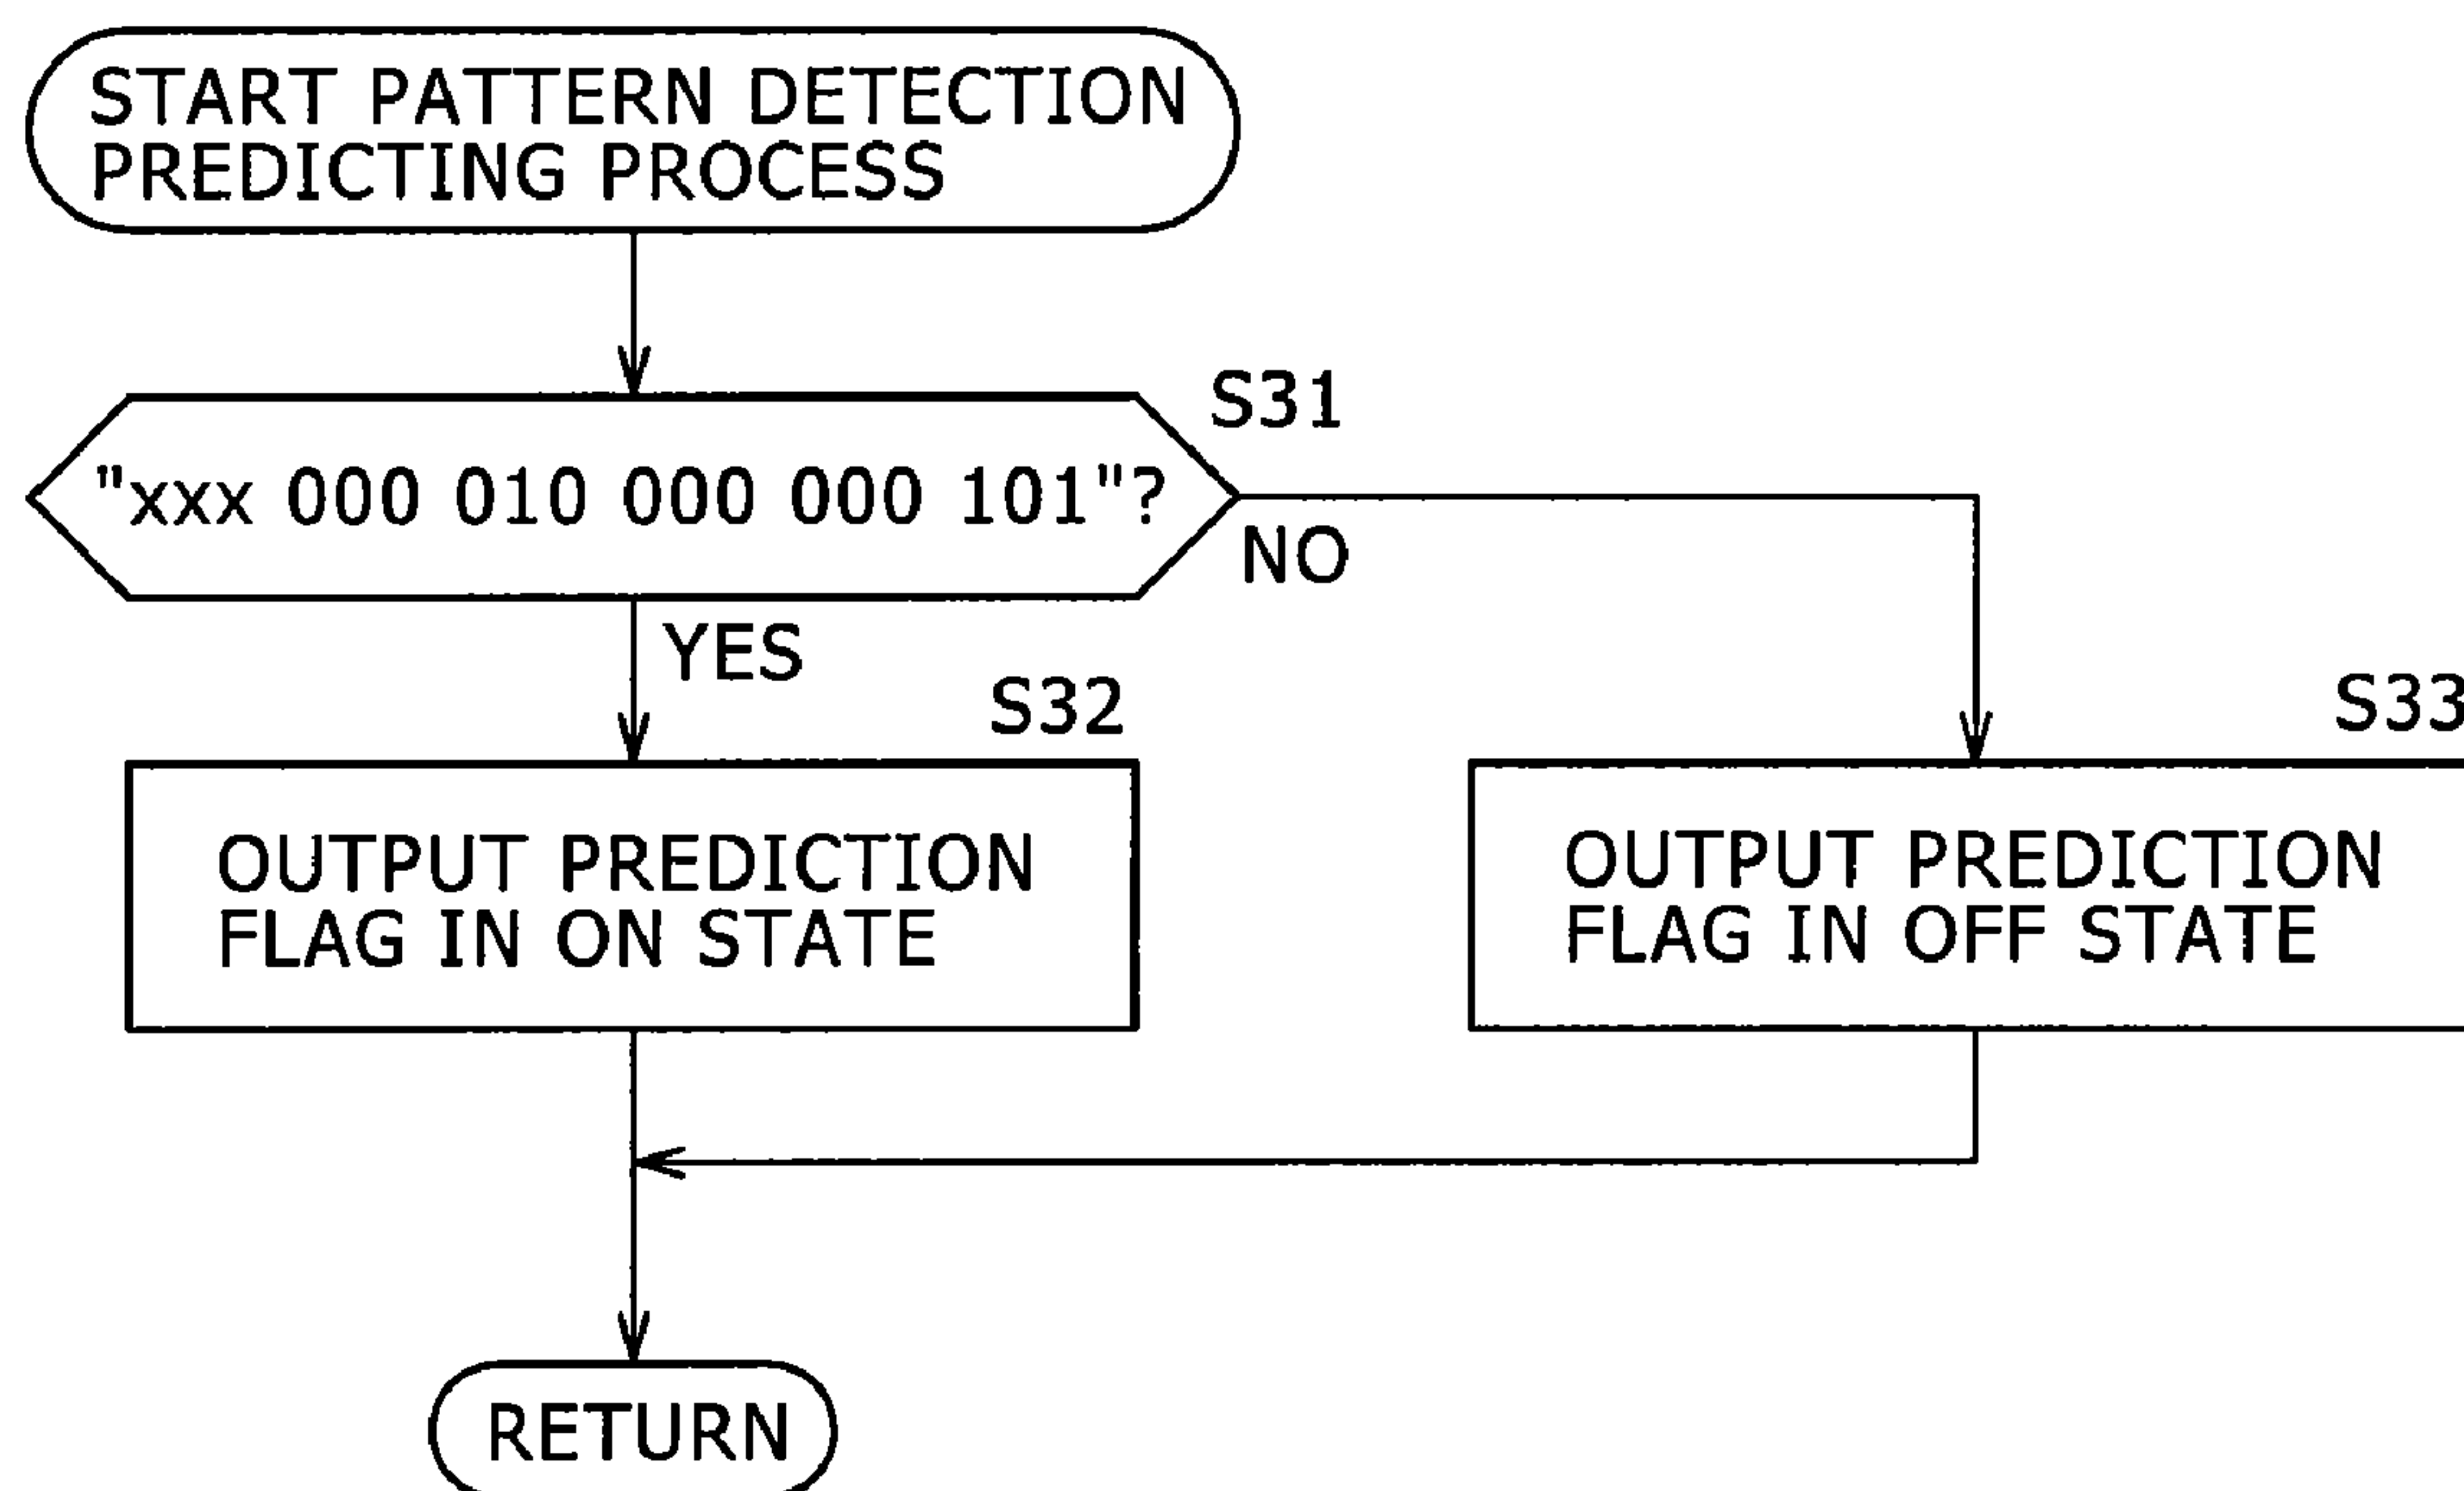 START PATTERN DETECTION
PREDICTING PROCESS
S31
"xxx 000 010 000 000 101"?
NO
YES
S32
S33
OUTPUT PREDICTION
FLAG IN ON STATE
OUTPUT PREDICTION
FLAG IN OFF STATE
RETURN